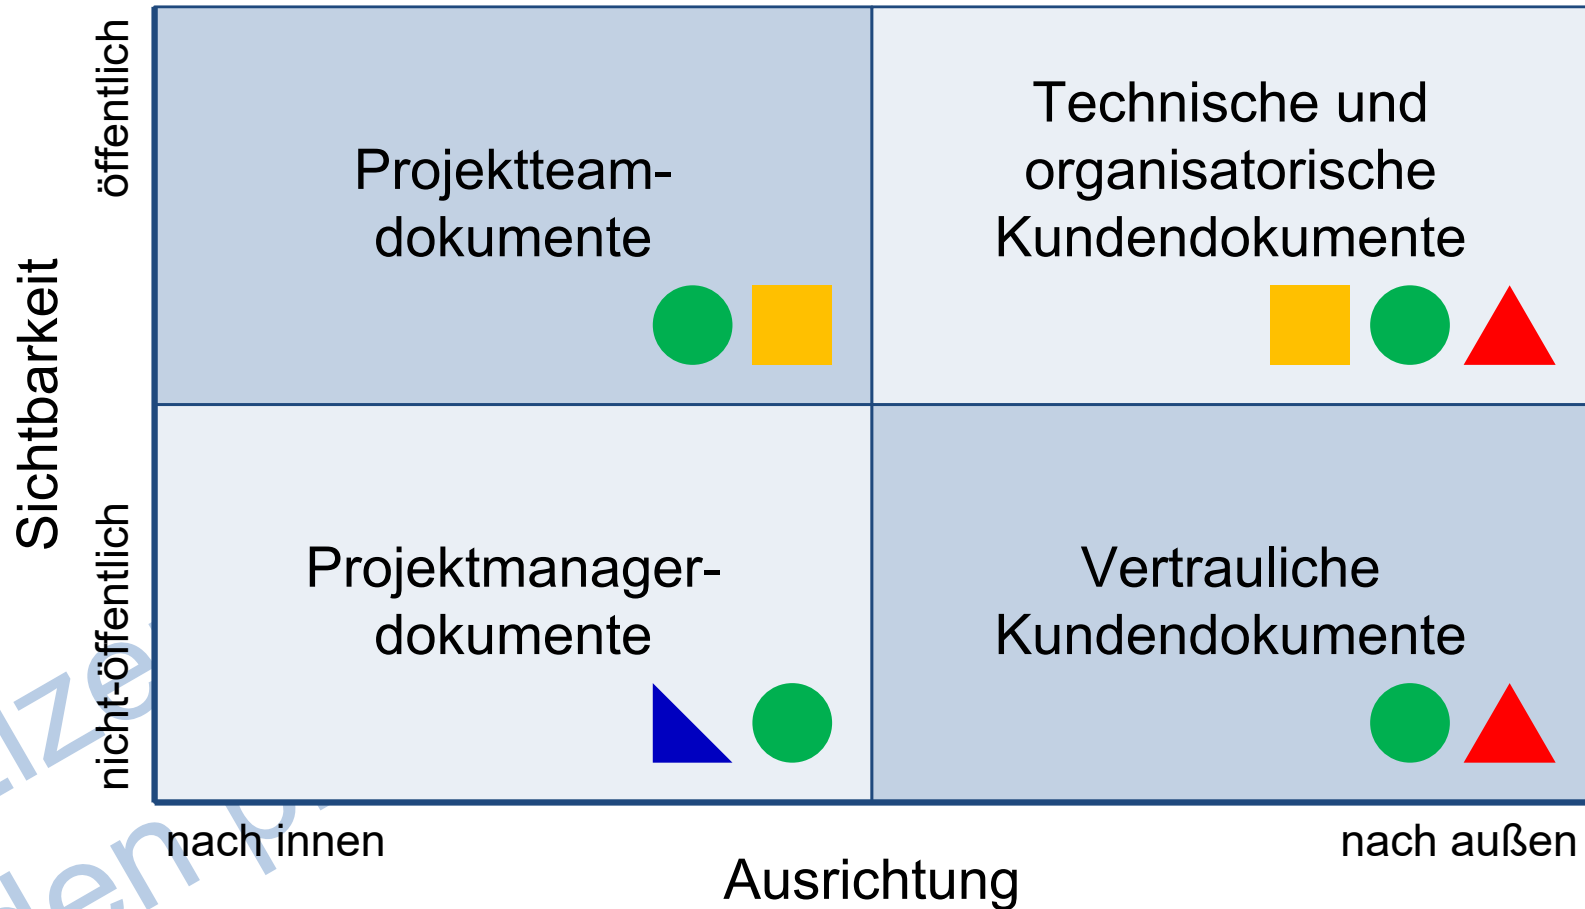 öffentlich
Projektteam-
dokumente
Technische und
organisatorische
Kundendokumente
Sichtbarkeit
nicht-öffentlich
Projektmanager-
dokumente
Vertrauliche
Kundendokumente
nach innen
nach außen
Ausrichtung